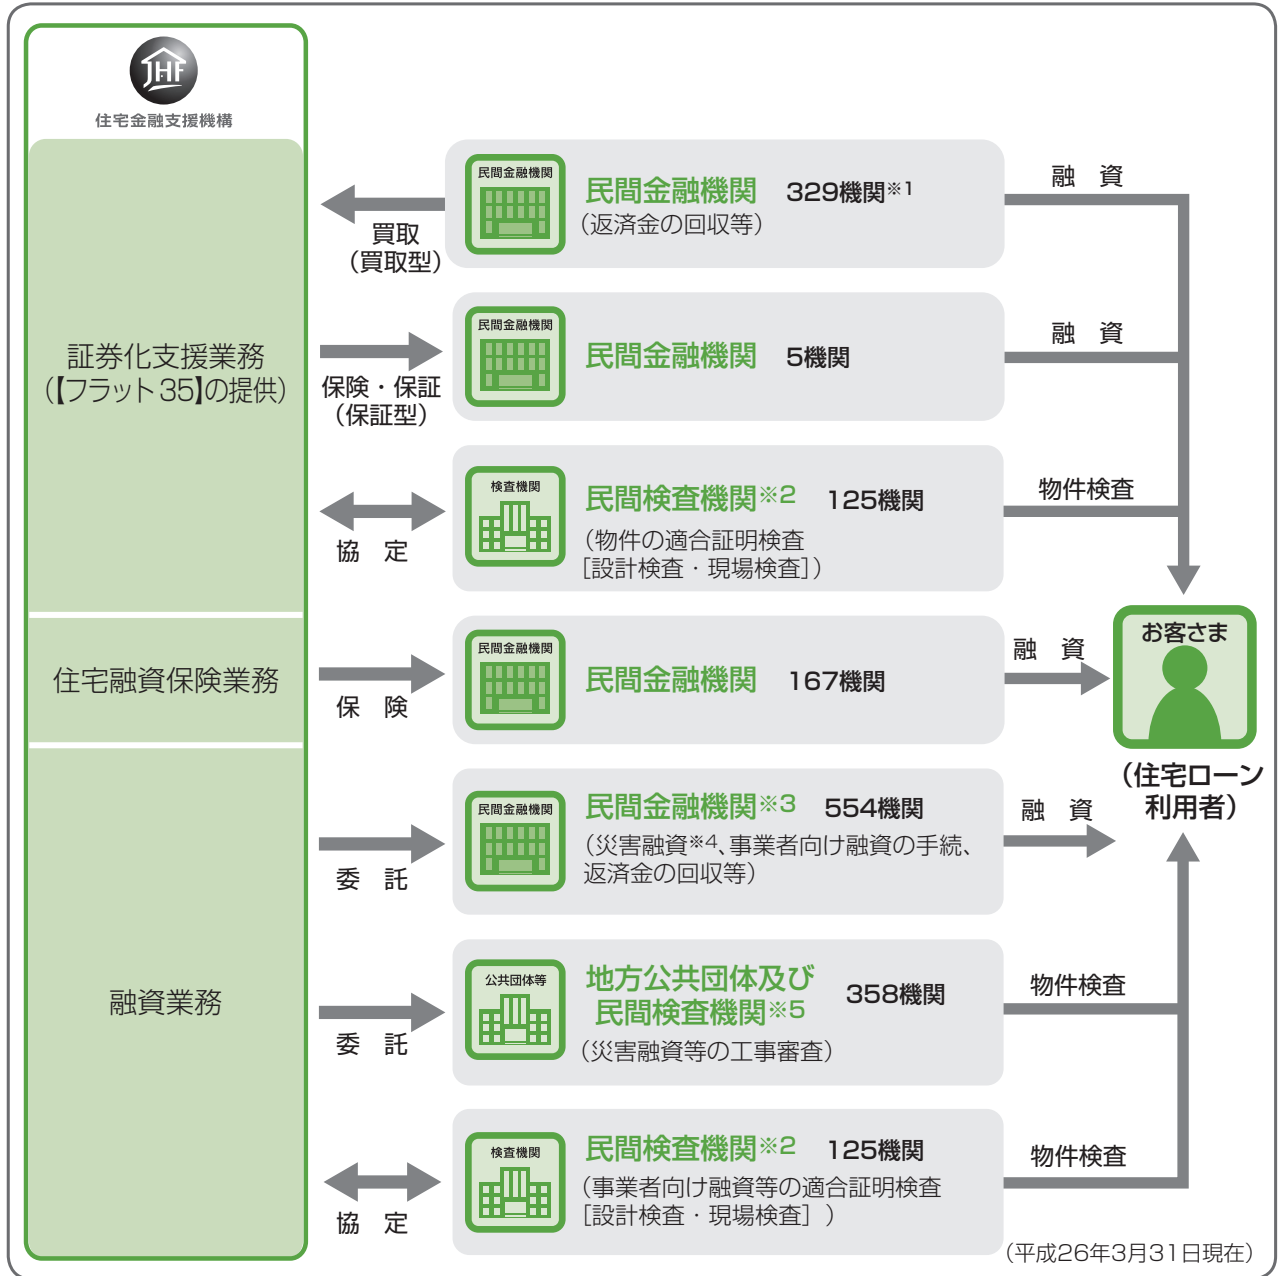 JHF
住宅金融支援機構
証券化支援業務
(【フラット35】の提供)
民間金融機関
民間金融機関 329機関※1
(返済金の回収等)
買取
(買取型)
融 資
民間金融機関
民間金融機関 5機関
保険・保証
(保証型)
融 資
検査機関
民間検査機関※2 125機関
(物件の適合証明検査
[設計検査・現場検査])
協 定
物件検査
住宅融資保険業務
保 険
民間金融機関
民間金融機関 167機関
融 資
お客さま
(住宅ローン
利用者)
融資業務
委 託
民間金融機関
民間金融機関※3 554機関
(災害融資※4、事業者向け融資の手続、
返済金の回収等)
融 資
委 託
公共団体等
地方公共団体及び
民間検査機関※5 358機関
(災害融資等の工事審査)
物件検査
協 定
検査機関
民間検査機関※2 125機関
(事業者向け融資等の適合証明検査
[設計検査・現場検査] )
物件検査
(平成26年3月31日現在)